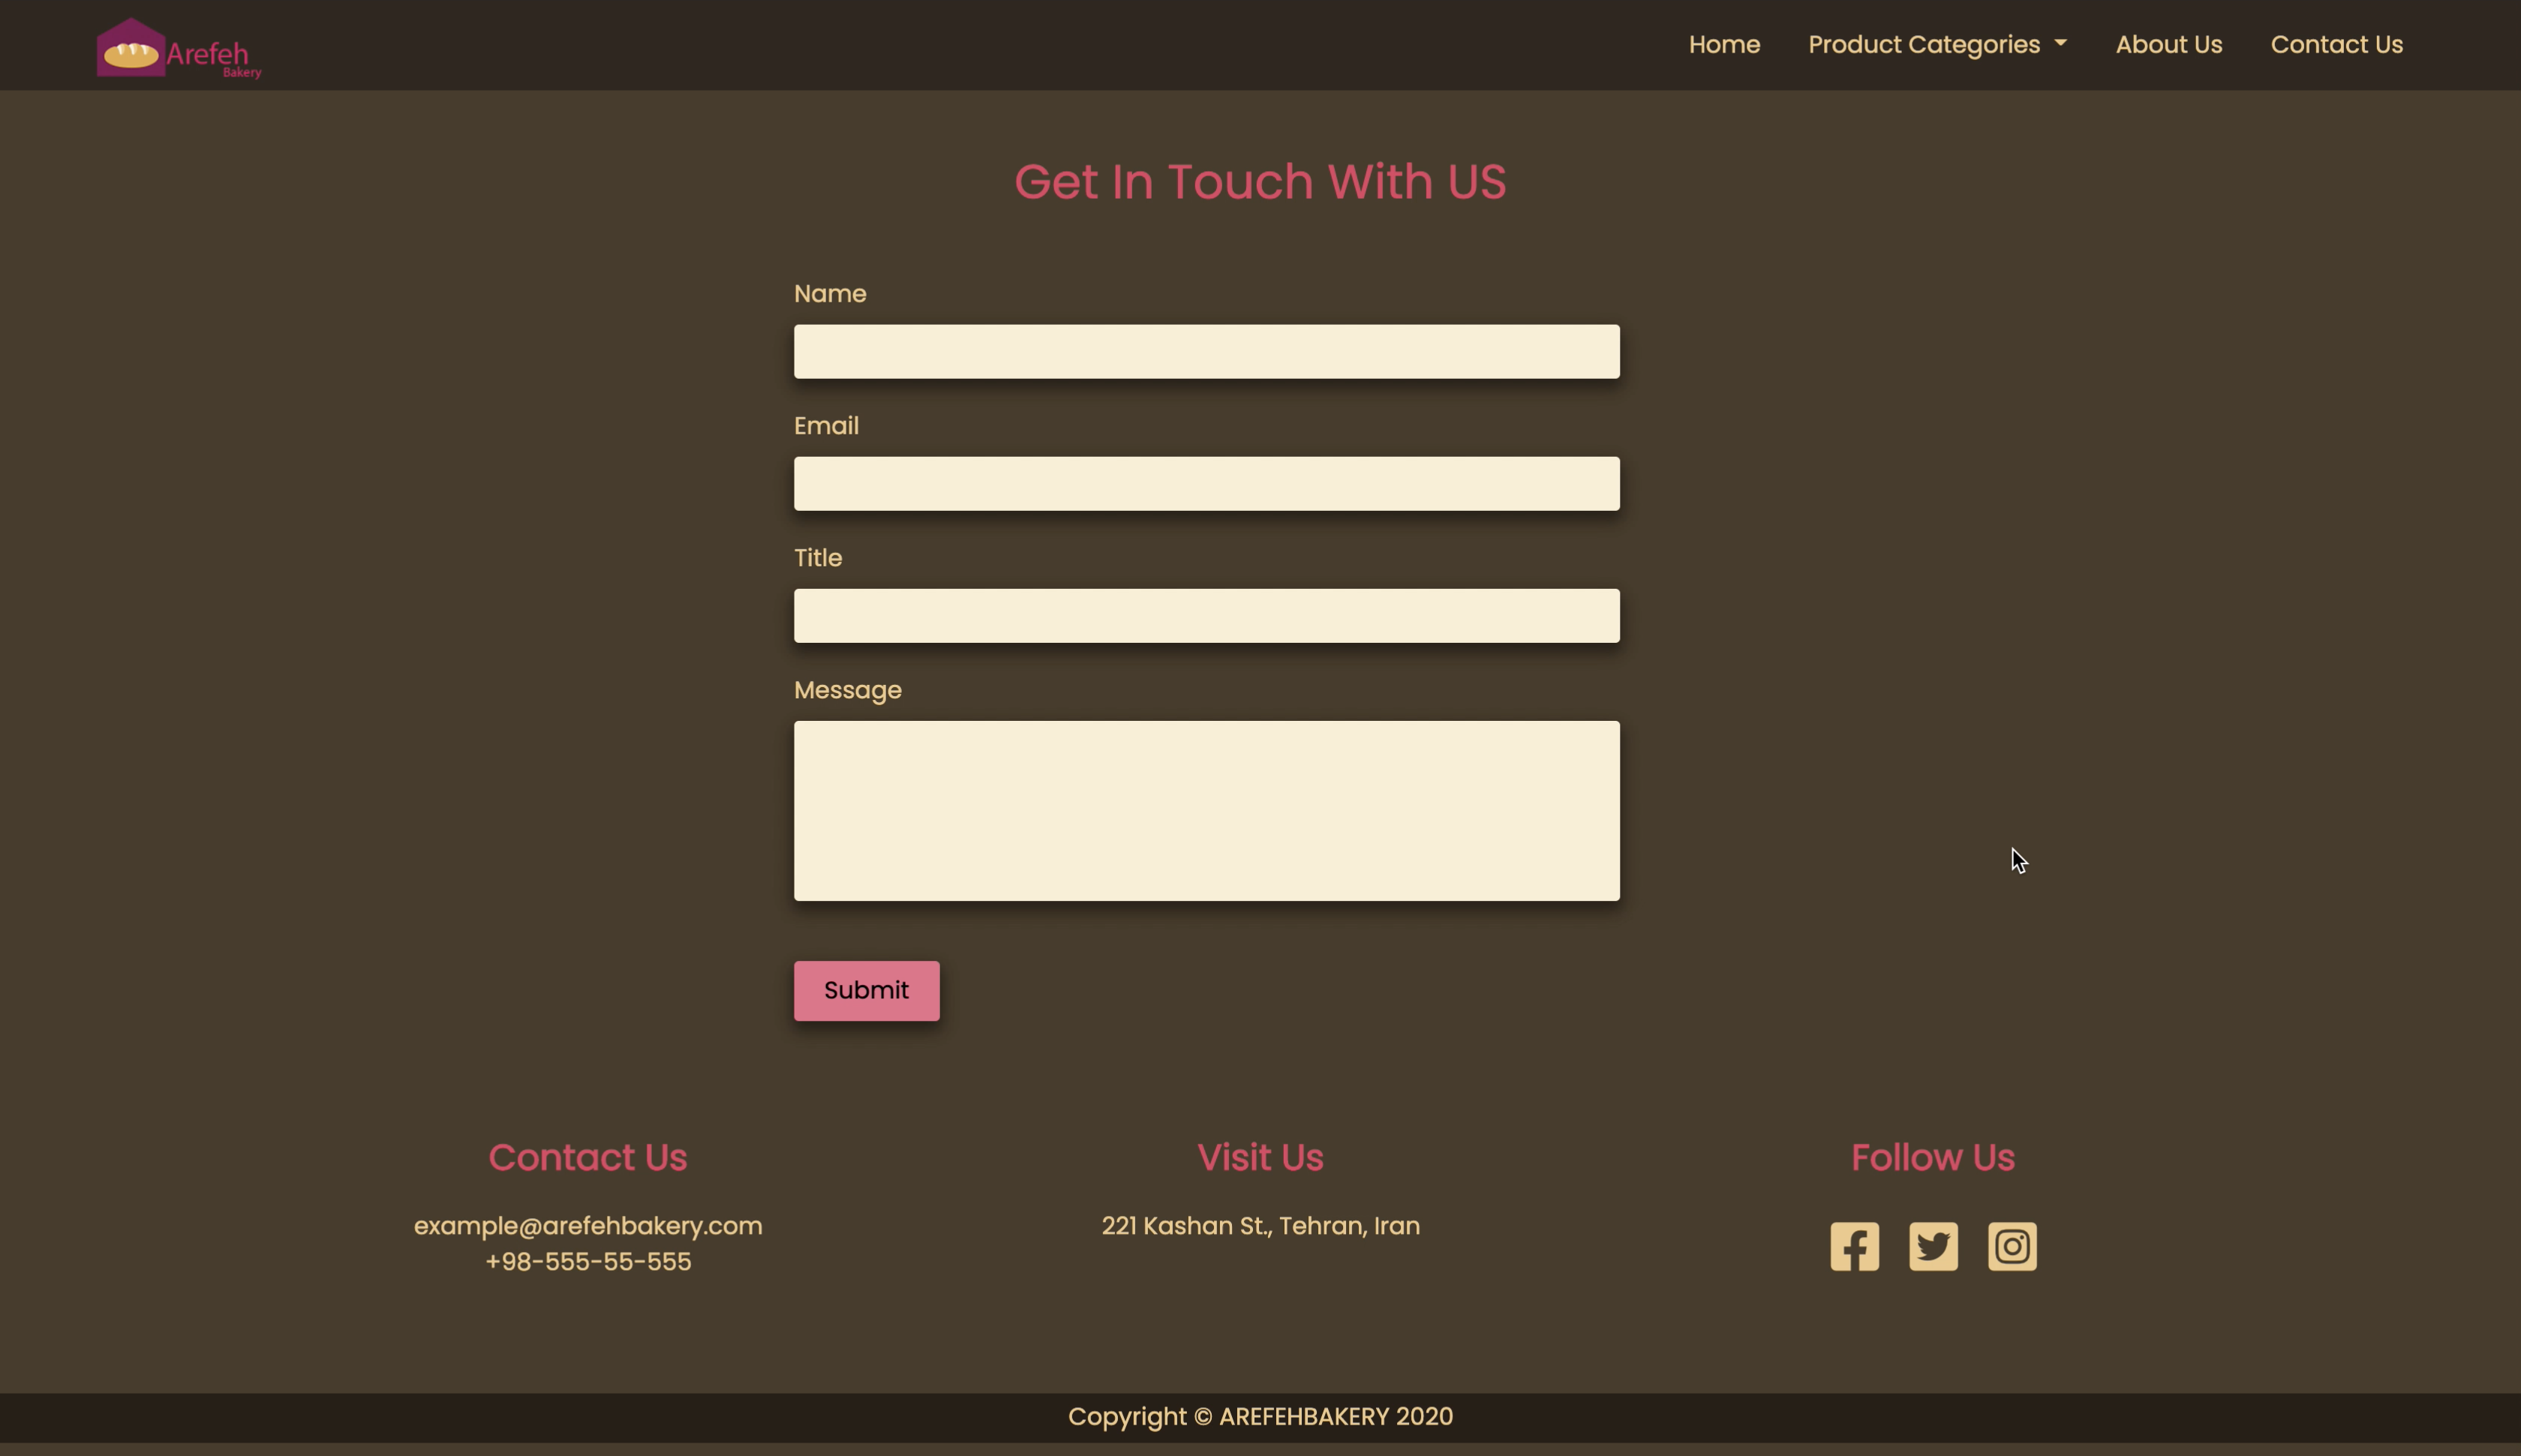 Arefeh
Bakery
Home
Product Categories
About Us
Contact Us
Get In Touch With US
Name
Email
Title
Message
Submit
Contact Us
example@arefehbakery.com
+98-555-55-555
Visit Us
221 Kashan St., Tehran, Iran
Follow Us
Copyright © AREFEHBAKERY 2020